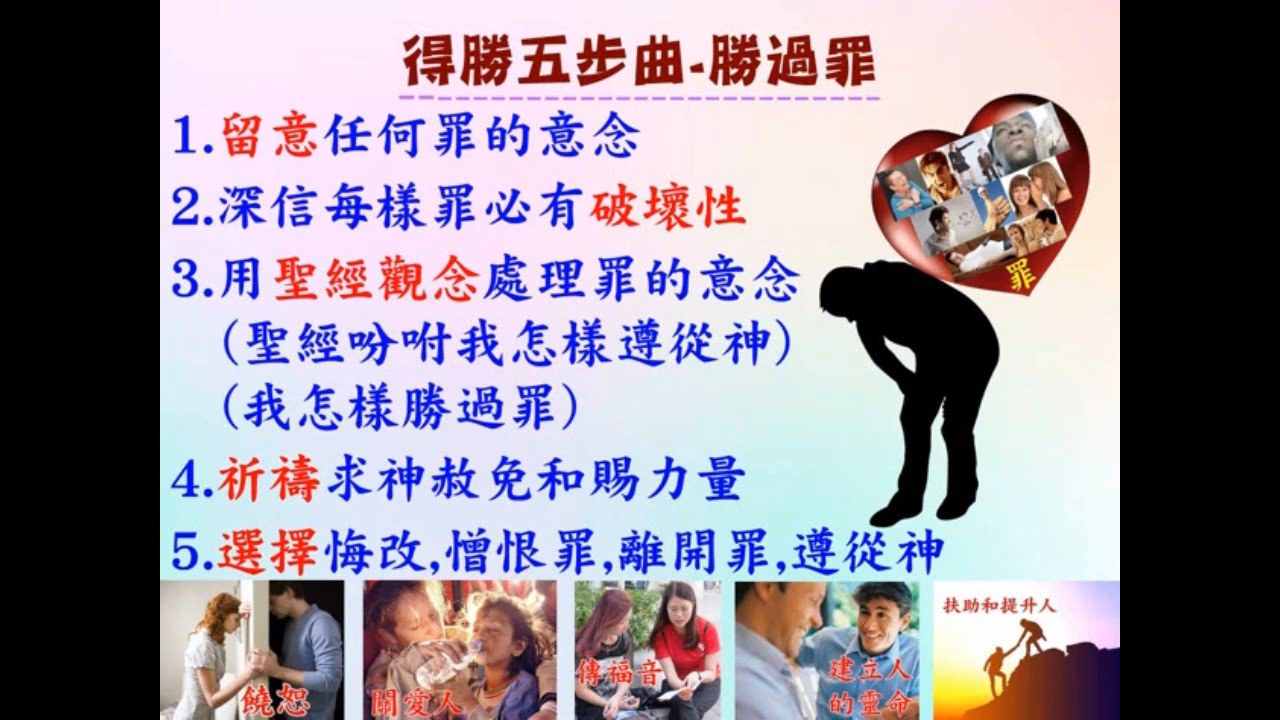 得勝五步曲-勝過罪
1.留意任何罪的意念
2.深信每樣罪必有破壞性
3.用聖經觀念處理罪的意念
(聖經吩咐我怎樣遵從神)
(我怎樣勝過罪)
4.祈禱求神赦免和賜力量
5.選擇悔改,憎恨罪,離開罪,遵從神
罪
饒恕
關愛人
傳福音
建立人
的靈命
扶助和提升人